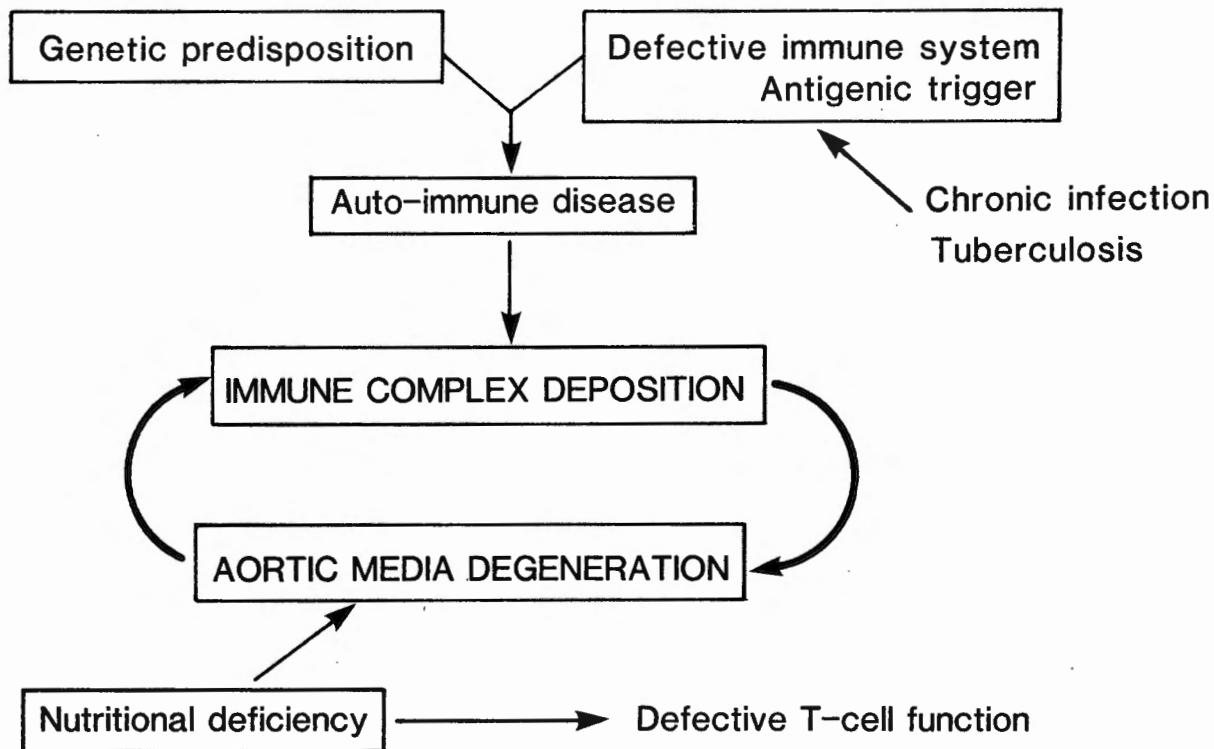 Genetic predisposition
Defective immune system
Antigenic trigger
Auto-immune disease
Chronic infection
Tuberculosis
IMMUNE COMPLEX DEPOSITION
AORTIC MEDIA DEGENERATION
Nutritional deficiency
Defective T-cell function